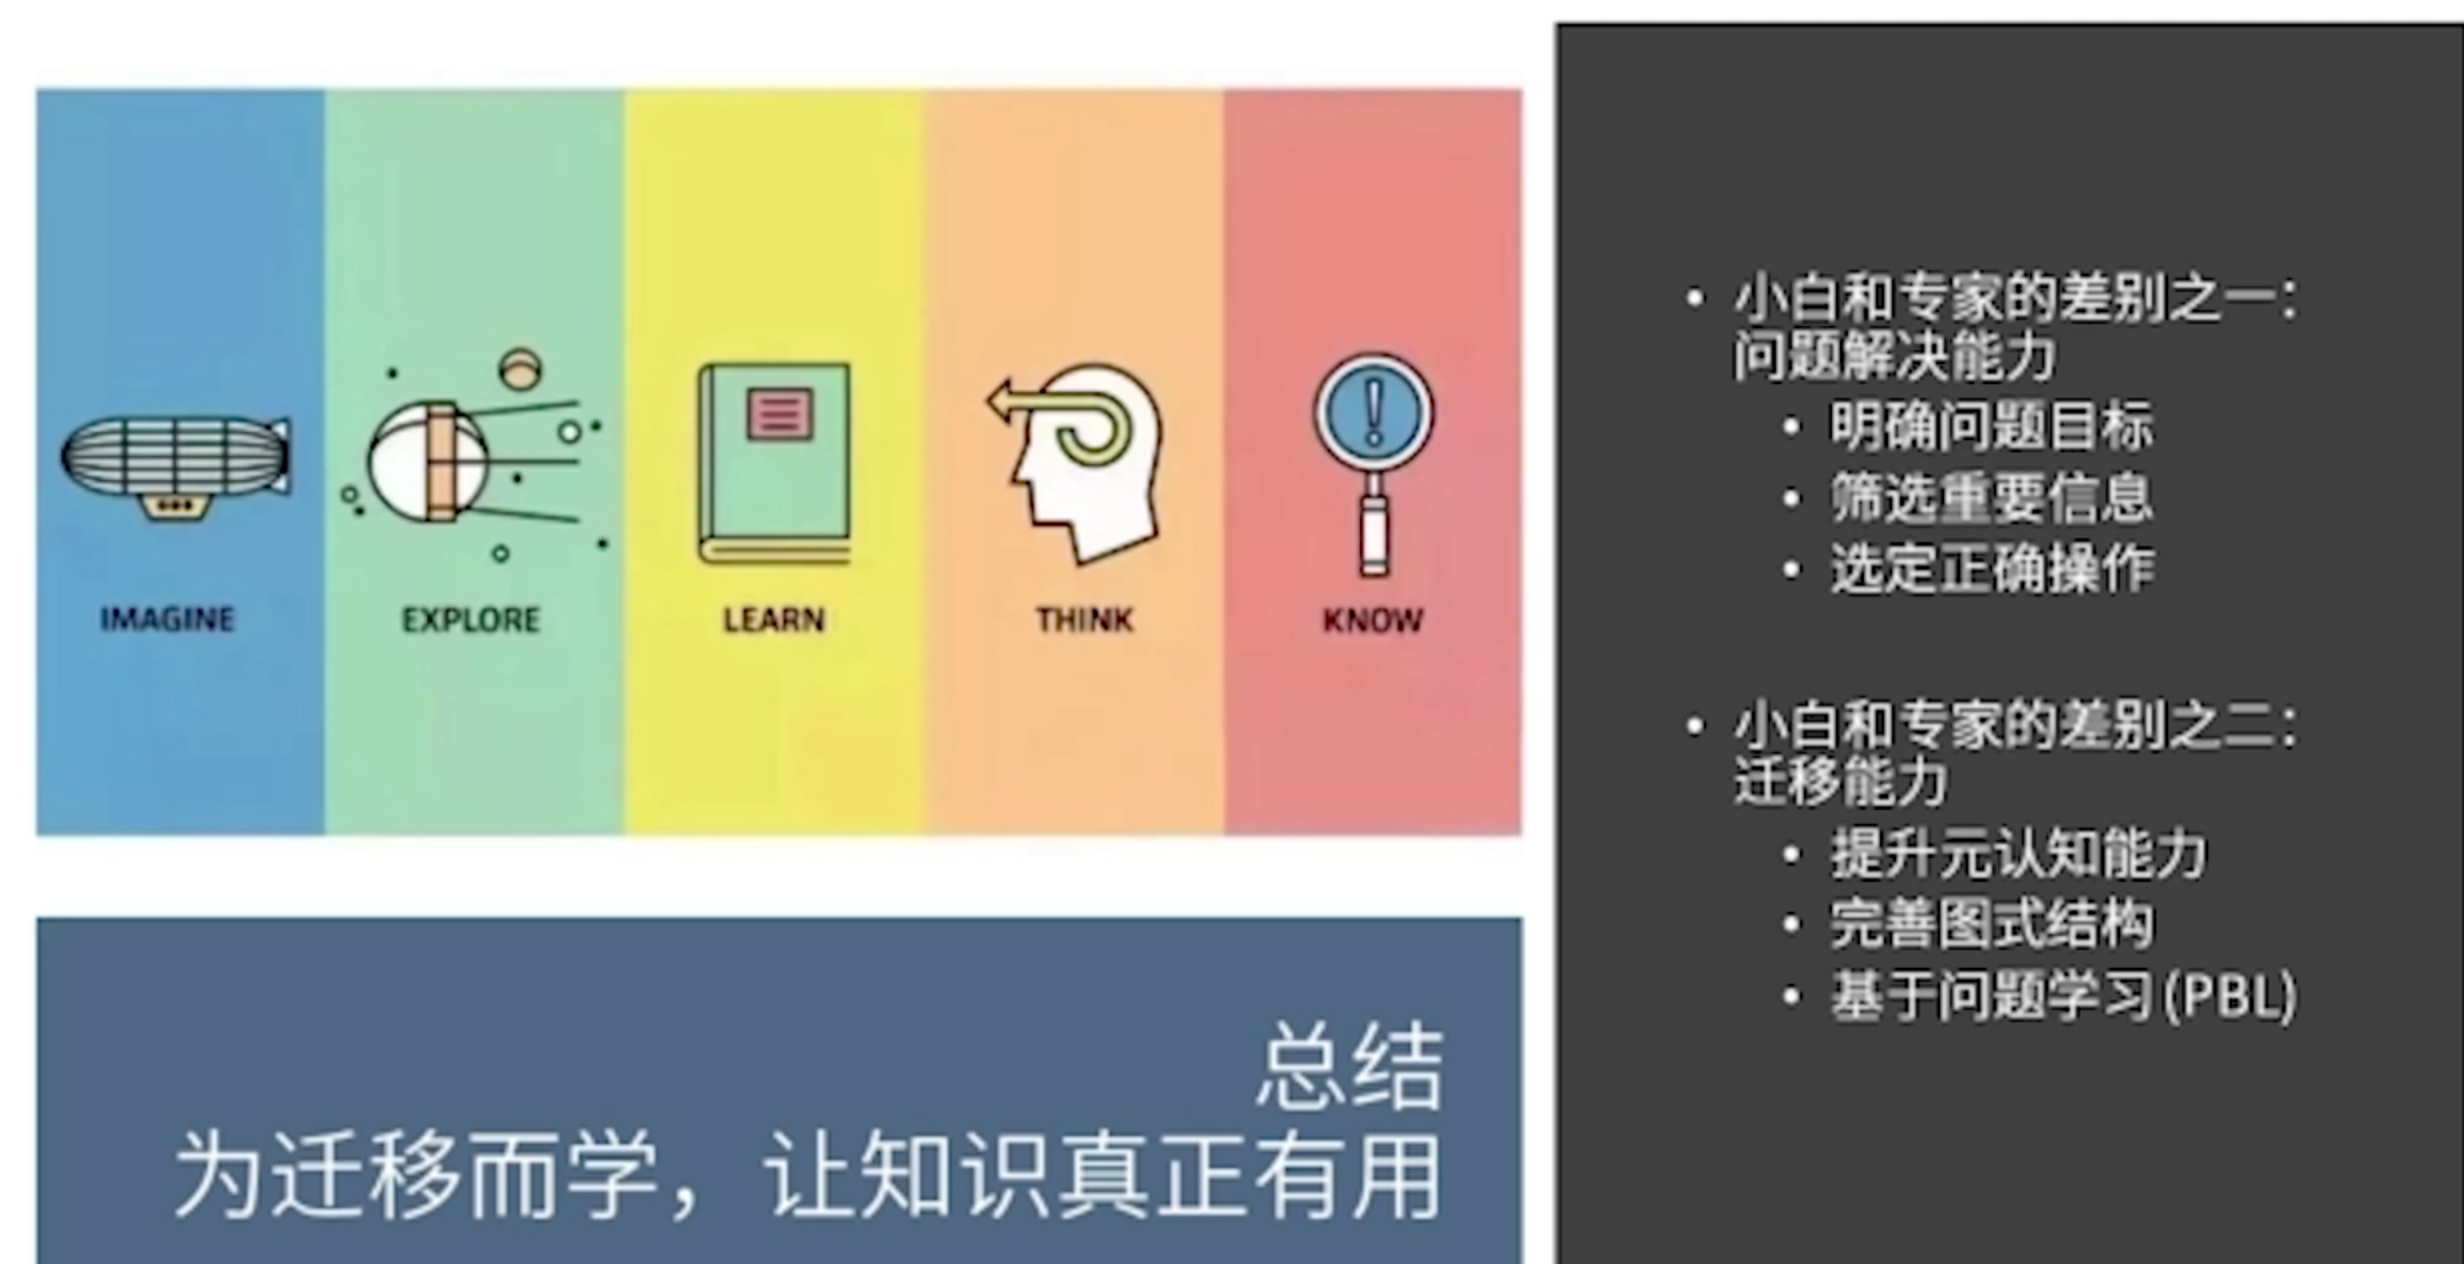 IMAGINE
EXPLORE
LEARN
THINK
KNOW
总结
为迁移而学，让知识真正有用
• 小白和专家的差别之一：
问题解决能力
• 明确问题目标
• 筛选重要信息
• 选定正确操作
• 小白和专家的差别之二：
迁移能力
• 提升元认知能力
• 完善图式结构
• 基于问题学习(PBL)